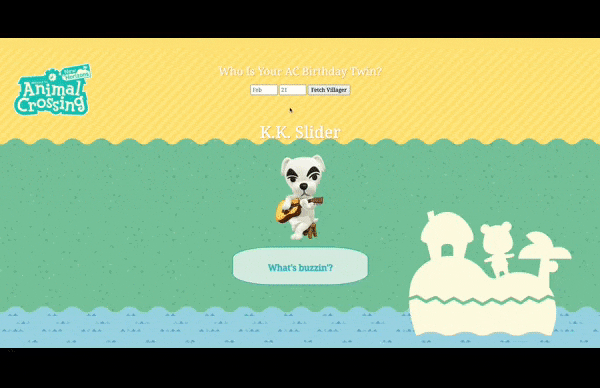 Who Is Your AC Birthday Twin?
New Horizons
Animal Crossing
Feb 21 Fetch Villager
K.K. Slider
What's buzzin'?